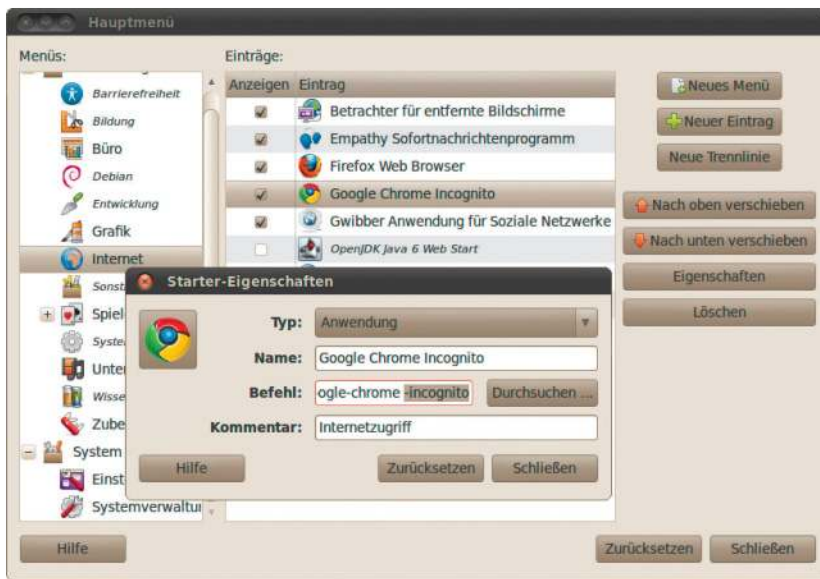 Hauptmenü
Menüs:
Barrierefreiheit
Bildung
Büro
Debian
Entwicklung
Grafik
Internet
Spiel
Zube
System
Einst
Systemverwaltu
Einträge:
Anzeigen Eintrag
Betrachter für entfernte Bildschirme
Empathy Sofortnachrichtenprogramm
Firefox Web Browser
Google Chrome Incognito
Gwibber Anwendung für Soziale Netzwerke
OpenJDK Java 6 Web Start
Neues Menü
Neuer Eintrag
Neue Trennlinie
Nach oben verschieben
Nach unten verschieben
Eigenschaften
Löschen
Starter-Eigenschaften
Typ: Anwendung
Name: Google Chrome Incognito
Befehl: ogle-chrome -incognito Durchsuchen ...
Kommentar: Internetzugriff
Hilfe Zurücksetzen Schließen
Hilfe Zurücksetzen Schließen